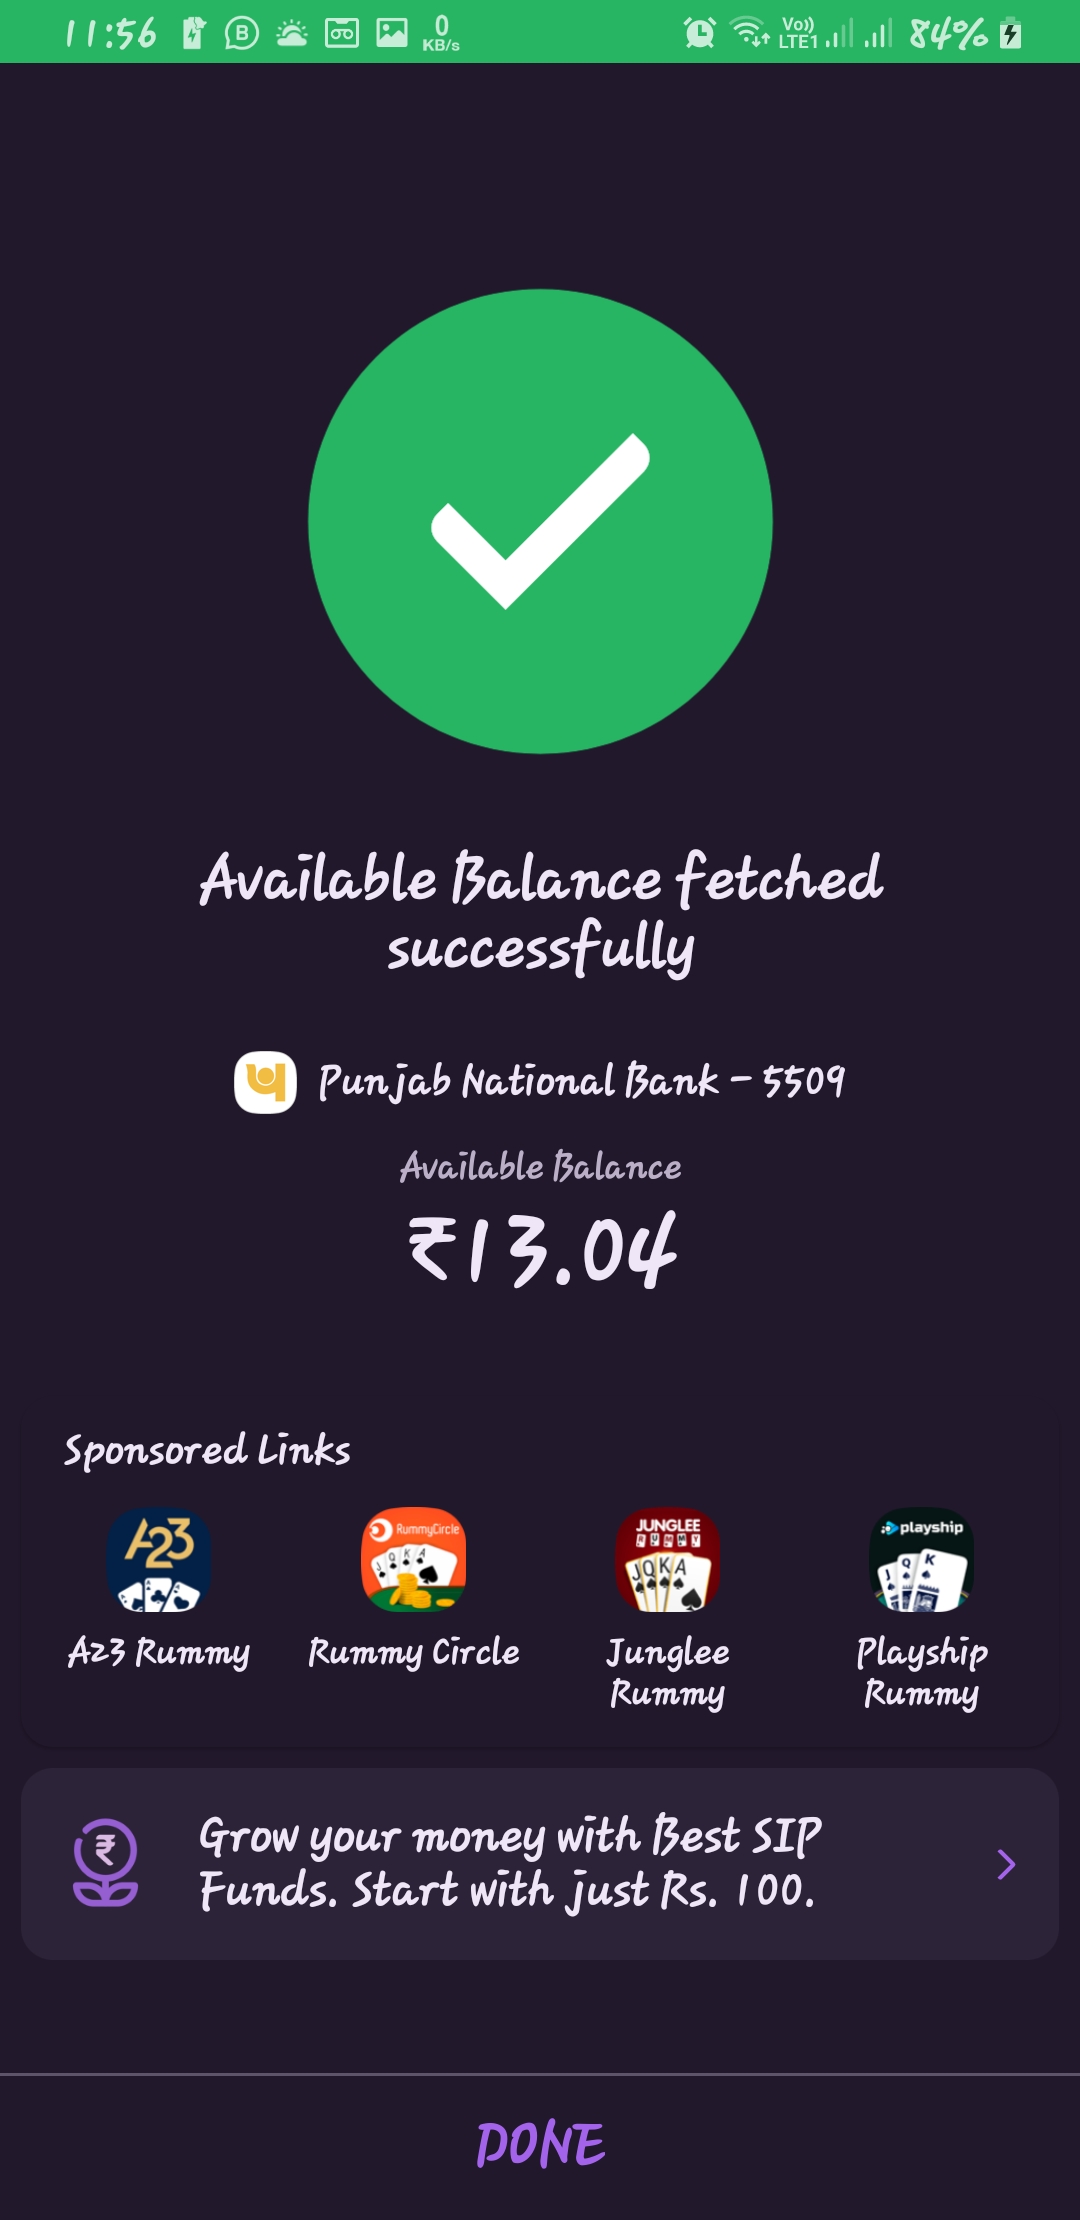 11:56 B 0 KB/s Vo)) LTE1 84%
Available Balance fetched
successfully
प Punjab National Bank - 5509
Available Balance
₹13.04
Sponsored Links
A23
RummyCircle
J Q K A
JUNGLEE
RUMMY
J Q K A
playship
J Q K
A23 Rummy
Rummy Circle
Junglee
Rummy
Playship
Rummy
₹
Grow your money with Best SIP
Funds. Start with just Rs. 100.
DONE